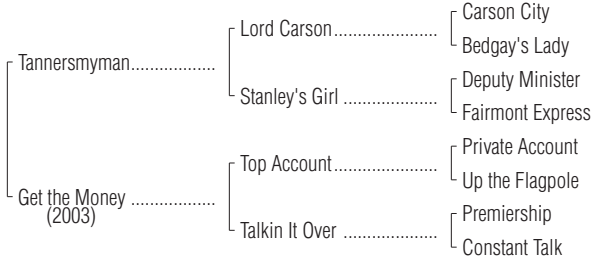 Carson City
Lord Carson....................
Bedgay's Lady
Tannersmyman.................
Deputy Minister
Stanley's Girl ..................
Fairmont Express
Private Account
Top Account....................
Up the Flagpole
Get the Money .................
(2003)
Premiership
Talkin It Over ..................
Constant Talk